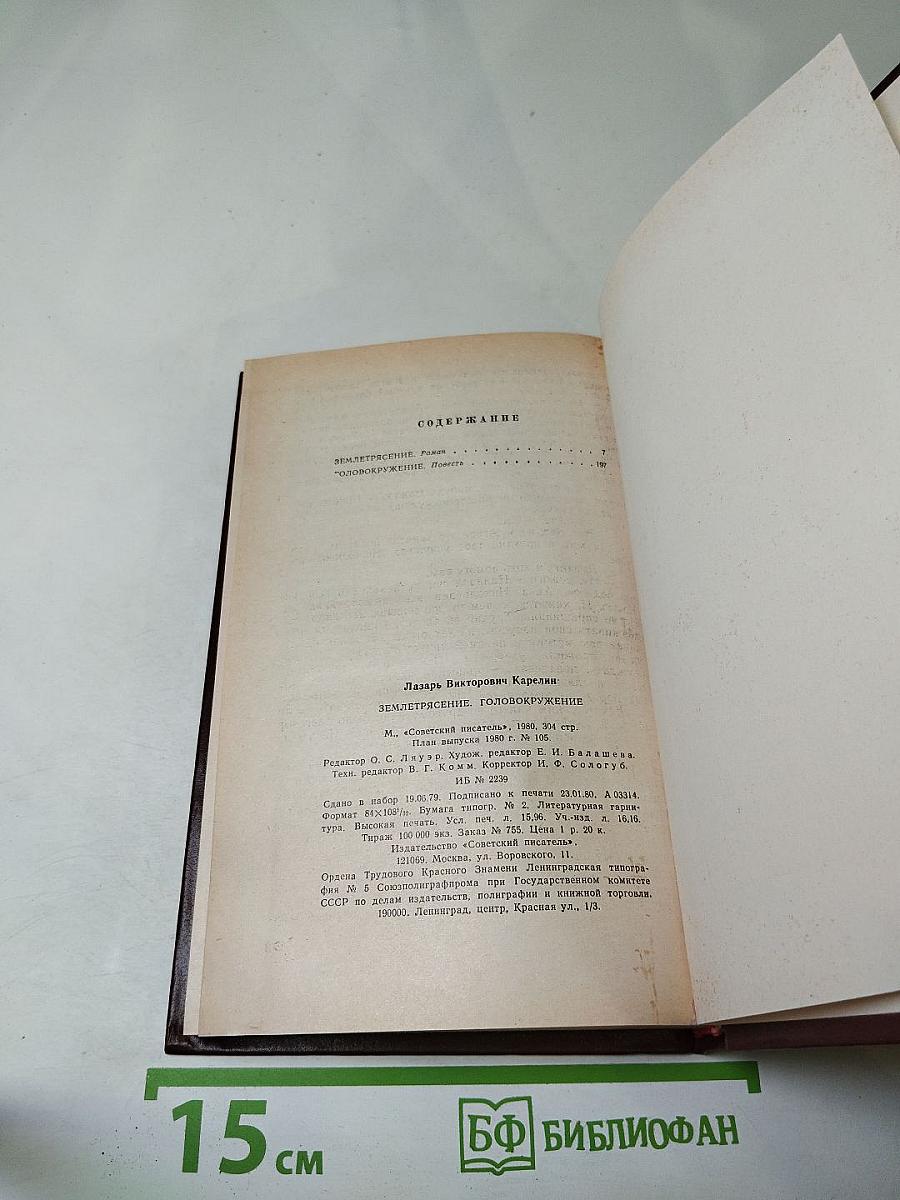 СОДЕРЖАНИЕ
ЗЕМЛЕТРЯСЕНИЕ. Роман . . . . . . . . . . . . . 7
ОЛОВОКРУЖЕНИЕ. Повесть . . . . . . . . . . . . 197
Лазарь Викторович Карелин
ЗЕМЛЕТРЯСЕНИЕ. ГОЛОВОКРУЖЕНИЕ
М., «Советский писатель», 1980, 304 стр.
План выпуска 1980 г. № 105.
Редактор О. С. Ляуэр. Худож. редактор Е. И. Балашева.
Техн. редактор В. Г. Комм. Корректор И. Ф. Сологуб.
ИБ № 2239
Сдано в набор 19.06.79. Подписано к печати 23.01.80. А 03314.
Формат 84×108¹/₃₂. Бумага типогр. № 2. Литературная гарни-
тура. Высокая печать. Усл. печ. л. 15,96. Уч.-изд. л. 16,16.
Тираж 100 000 экз. Заказ № 755. Цена 1 р. 20 к.
Издательство «Советский писатель»,
121069. Москва, ул. Воровского, 11.
Ордена Трудового Красного Знамени Ленинградская типогра-
фия № 5 Союзполиграфпрома при Государственном комитете
СССР по делам издательств, полиграфии и книжной торговли.
190000. Ленинград, центр, Красная ул., 1/3.
15 см
БФ БИБЛИОФАН